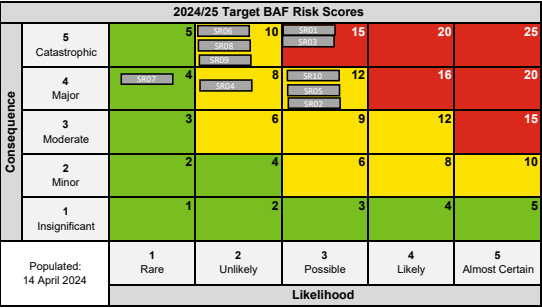 2024/25 Target BAF Risk Scores
Consequence
5
Catastrophic
5
SR06
SR08
SR09
10
SR01
SR03
15
20
25
4
Major
SR07
4
SR04
8
SR10
SR05
SR02
12
16
20
3
Moderate
3
6
9
12
15
2
Minor
2
4
6
8
10
1
Insignificant
1
2
3
4
5
Populated:
14 April 2024
1
Rare
2
Unlikely
3
Possible
4
Likely
5
Almost Certain
Likelihood